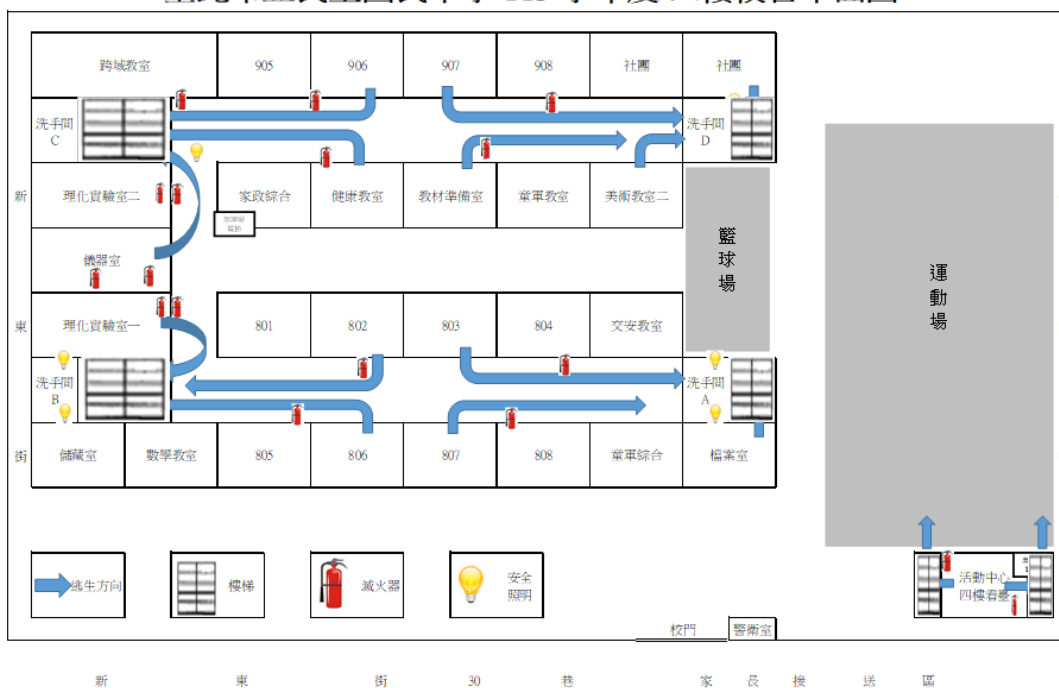 跨域教室 905 906 907 908 社團 社團
洗手間
C
洗手間
D
新 理化實驗室二 家政綜合 健康教室 教材準備室 童軍教室 美術教室二
無障礙
電梯
儀器室
籃球場
運動場
東 理化實驗室一 801 802 803 804 交安教室
洗手間
B
洗手間
A
街 儲藏室 數學教室 805 806 807 808 童軍綜合 檔案室
逃生方向 樓梯 滅火器 安全
照明
活動中心
四樓看臺
校門 警衛室
新 東 街 30 巷 家 長 接 送 區